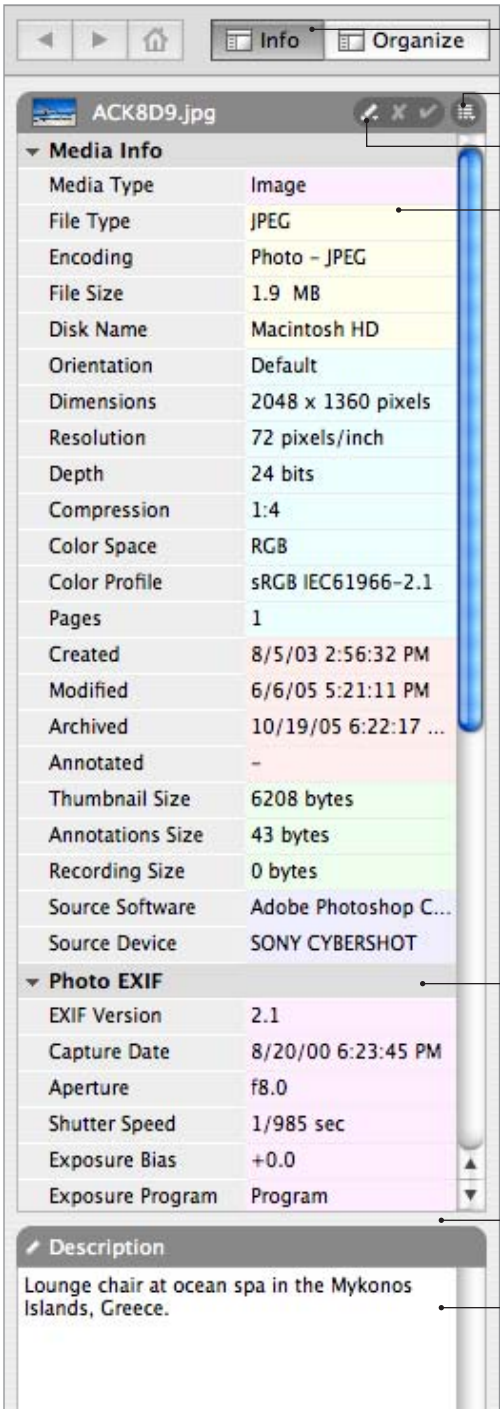 Info Organize
ACK8D9.jpg
Media Info
Media Type Image
File Type JPEG
Encoding Photo – JPEG
File Size 1.9 MB
Disk Name Macintosh HD
Orientation Default
Dimensions 2048 x 1360 pixels
Resolution 72 pixels/inch
Depth 24 bits
Compression 1:4
Color Space RGB
Color Profile sRGB IEC61966-2.1
Pages 1
Created 8/5/03 2:56:32 PM
Modified 6/6/05 5:21:11 PM
Archived 10/19/05 6:22:17 ...
Annotated –
Thumbnail Size 6208 bytes
Annotations Size 43 bytes
Recording Size 0 bytes
Source Software Adobe Photoshop C...
Source Device SONY CYBERSHOT
Photo EXIF
EXIF Version 2.1
Capture Date 8/20/00 6:23:45 PM
Aperture f8.0
Shutter Speed 1/985 sec
Exposure Bias +0.0
Exposure Program Program
Description
Lounge chair at ocean spa in the Mykonos
Islands, Greece.